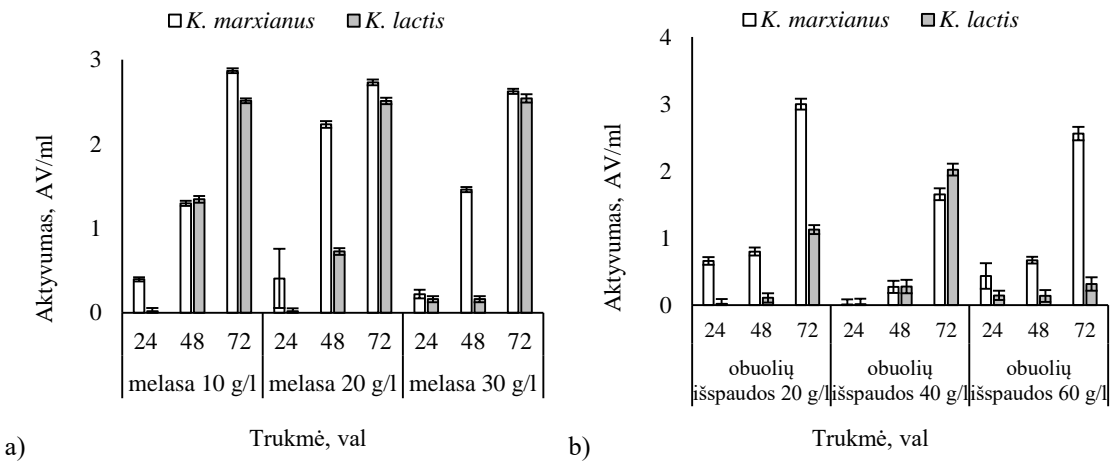 K. marxianus K. lactis
3
2
1
0
Aktyvumas, AV/ml
24 48 72 24 48 72 24 48 72
melasa 10 g/l melasa 20 g/l melasa 30 g/l
Trukmė, val
a)
K. marxianus K. lactis
4
3
2
1
0
Aktyvumas, AV/ml
24 48 72 24 48 72 24 48 72
obuolių obuolių obuolių
išspaudos 20 g/l išspaudos 40 g/l išspaudos 60 g/l
Trukmė, val
b)